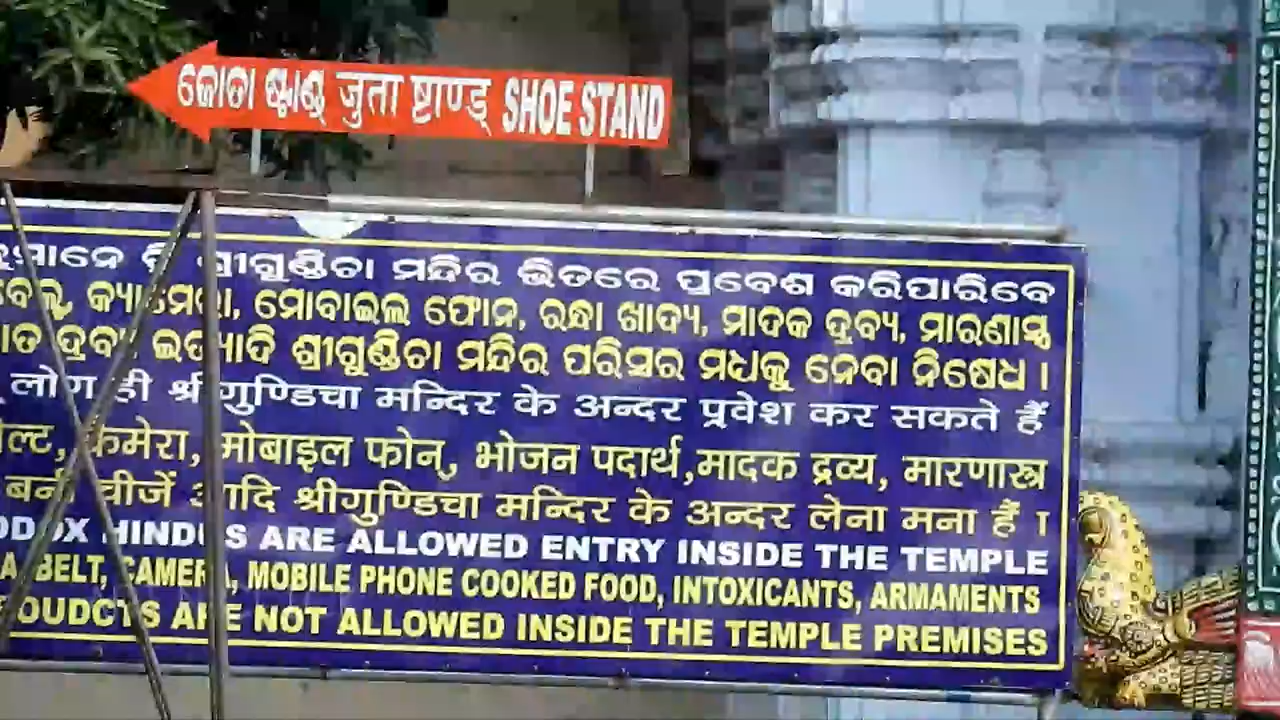 ଜୋତା ଷ୍ଟାଣ୍ଡ जुता ष्टाण्ड् SHOE STAND
ଶ୍ରୀଗୁଣ୍ଡିଚା ମନ୍ଦିର ଭିତରେ ପ୍ରବେଶ କରିପାରିବେ
କ୍ୟାମେରା, ମୋବାଇଲ ଫୋନ, ରନ୍ଧା ଖାଦ୍ୟ, ମାଦକ ଦ୍ରବ୍ୟ, ମାରଣାସ୍ତ୍ର
ଦ୍ରବ୍ୟ ଇତ୍ୟାଦି ଶ୍ରୀଗୁଣ୍ଡିଚା ମନ୍ଦିର ପରିସର ମଧ୍ୟକୁ ନେବା ନିଷେଧ ।
लोग ही श्रीगुण्डिचा मन्दिर के अन्दर प्रवेश कर सकते हैं
कैमेरा, मोबाइल फोन्, भोजन पदार्थ,मादक द्रव्य, मारणास्त्र
बनी चीजें आदि श्रीगुण्डिचा मन्दिर के अन्दर लेना मना हैं ।
HINDUS ARE ALLOWED ENTRY INSIDE THE TEMPLE
BELT, CAMERA, MOBILE PHONE COOKED FOOD, INTOXICANTS, ARMAMENTS
ARE NOT ALLOWED INSIDE THE TEMPLE PREMISES